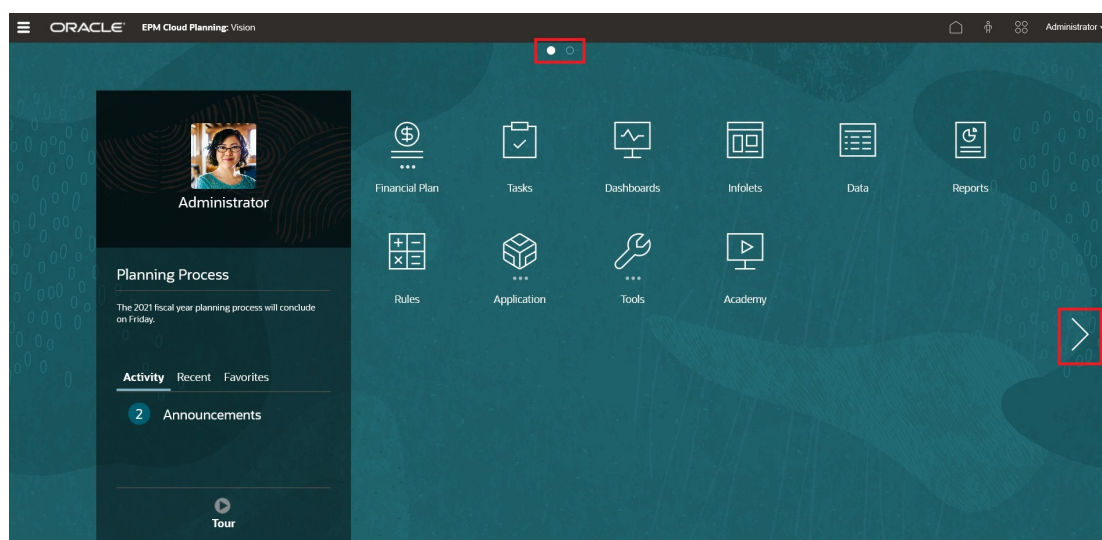 ORACLE® EPM Cloud Planning: Vision Administrator
Administrator
Financial Plan Tasks Dashboards Infolets Data Reports
Rules Application Tools Academy
Planning Process
The 2021 fiscal year planning process will conclude
on Friday.
Activity Recent Favorites
2 Announcements
Tour